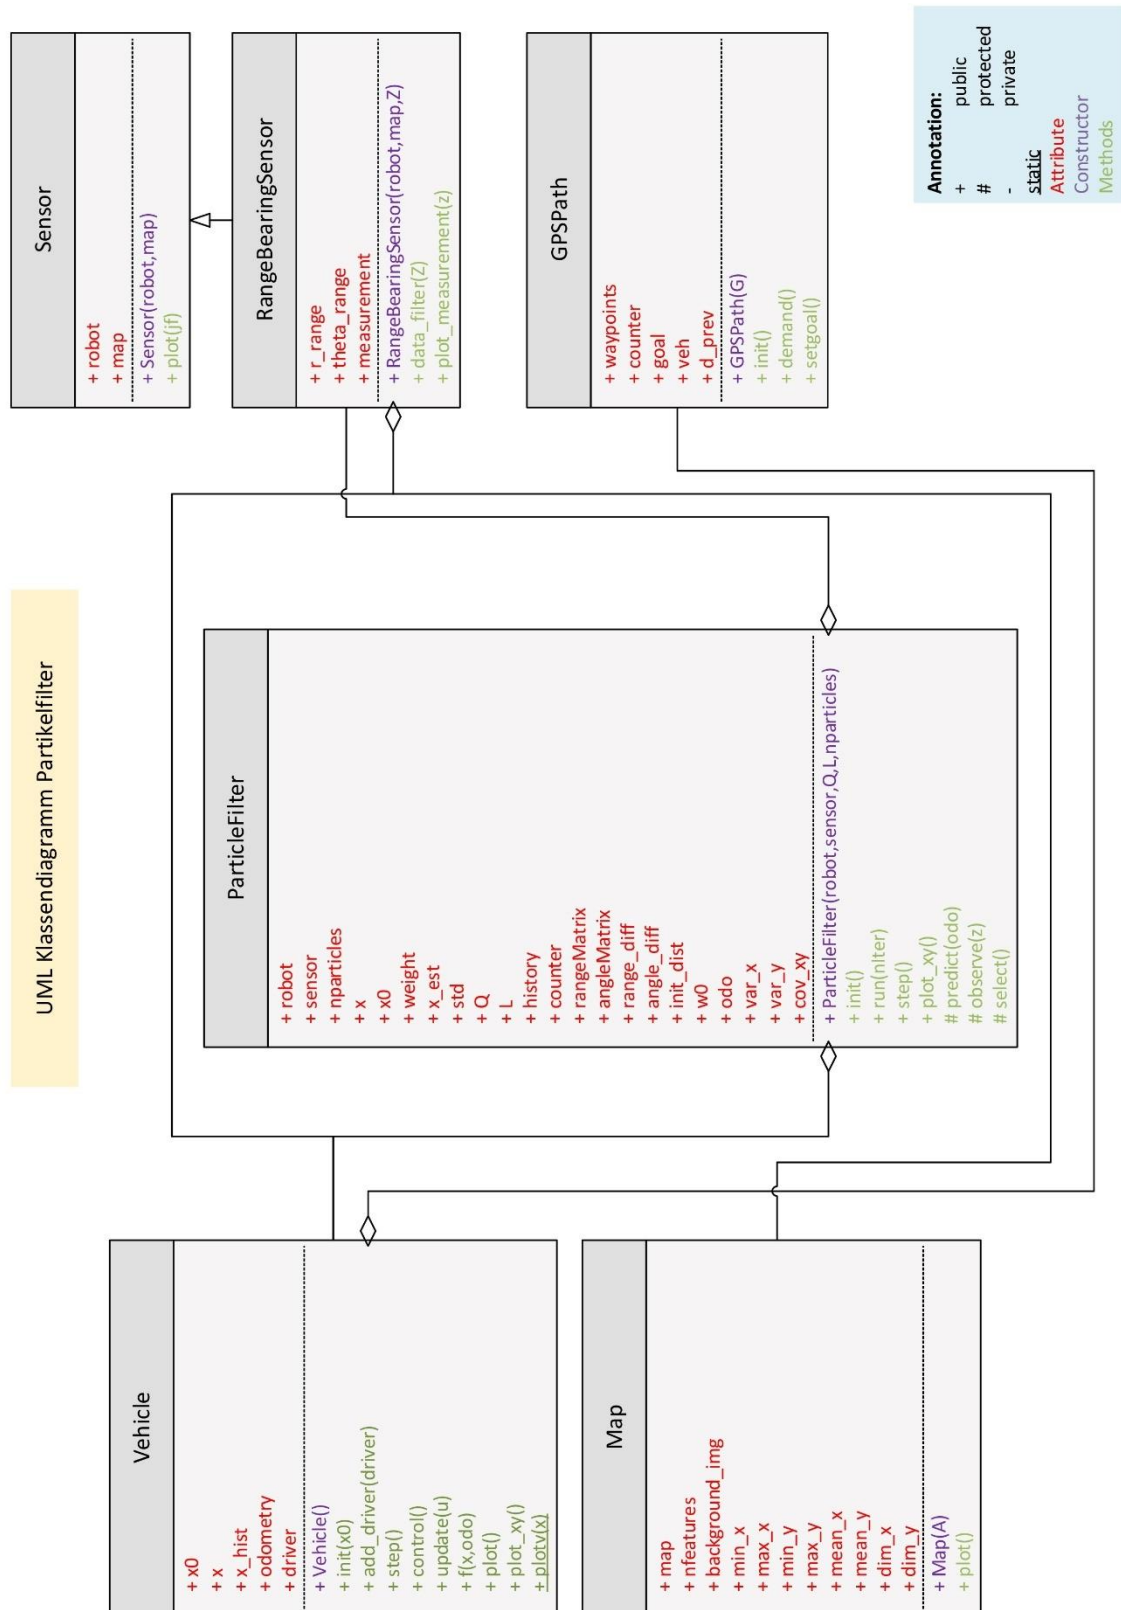 UML Klassendiagramm Partikelfilter
Vehicle
+ x0
+ x
+ x_hist
+ odometry
+ driver
+ Vehicle()
+ init(x0)
+ add_driver(driver)
+ step()
+ control()
+ update(u)
+ f(x,odo)
+ plot()
+ plot_xy()
+ plotv(x)
Map
+ map
+ nfeatures
+ background_img
+ min_x
+ max_x
+ min_y
+ max_y
+ mean_x
+ mean_y
+ dim_x
+ dim_y
+ Map(A)
+ plot()
ParticleFilter
+ robot
+ sensor
+ nparticles
+ x
+ x0
+ weight
+ x_est
+ std
+ Q
+ L
+ history
+ counter
+ rangeMatrix
+ angleMatrix
+ range_diff
+ angle_diff
+ init_dist
+ w0
+ odo
+ var_x
+ var_y
+ cov_xy
+ ParticleFilter(robot,sensor,Q,L,nparticles)
+ init()
+ run(nIter)
+ step()
+ plot_xy()
# predict(odo)
# observe(z)
# select()
Sensor
+ robot
+ map
+ Sensor(robot,map)
+ plot(jf)
RangeBearingSensor
+ r_range
+ theta_range
+ measurement
+ RangeBearingSensor(robot,map,Z)
+ data_filter(Z)
+ plot_measurement(z)
GPSPath
+ waypoints
+ counter
+ goal
+ veh
+ d_prev
+ GPSPath(G)
+ init()
+ demand()
+ setgoal()
Annotation:
+ public
# protected
- private
static
Attribute
Constructor
Methods